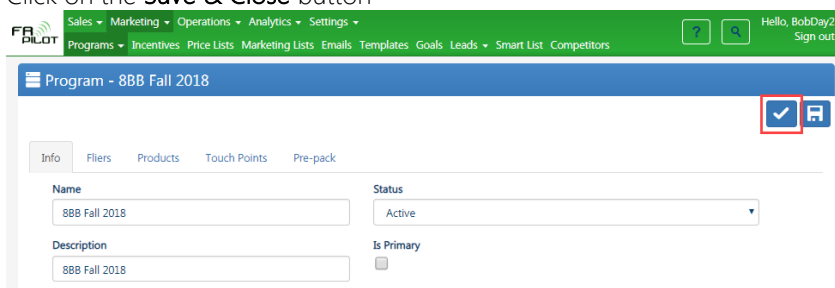 Click on the Save & Close button
Sales Marketing Operations Analytics Settings
FA PILOT
Hello, BobDay2
Sign out
Programs Incentives Price Lists Marketing Lists Emails Templates Goals Leads Smart List Competitors
?
Program - 8BB Fall 2018
Info Fliers Products Touch Points Pre-pack
Name Status
8BB Fall 2018 Active
Description Is Primary
8BB Fall 2018